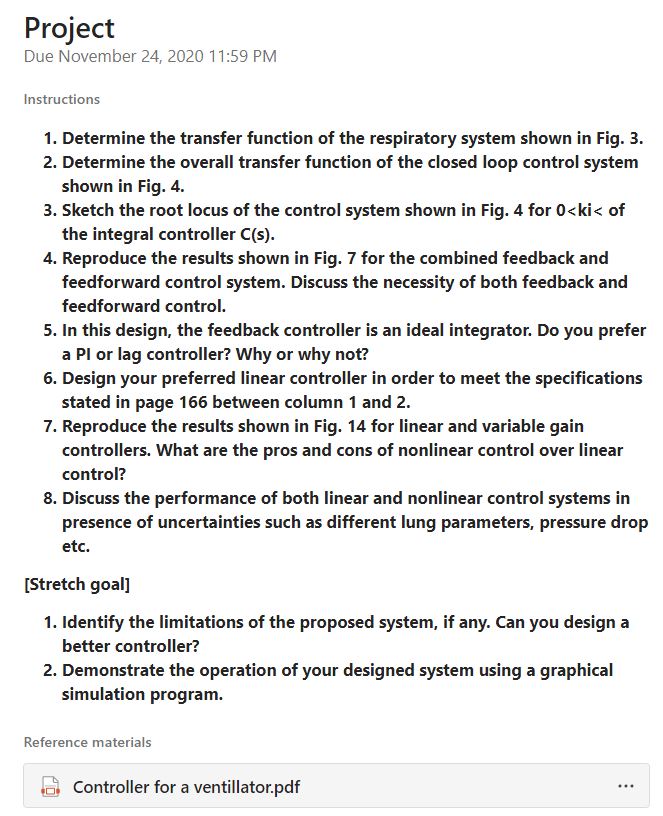 Project
Due November 24, 2020 11:59 PM
Instructions
1. Determine the transfer function of the respiratory system shown in Fig. 3.
2. Determine the overall transfer function of the closed loop control system
shown in Fig. 4.
3. Sketch the root locus of the control system shown in Fig. 4 for 0<ki< of
the integral controller C(s).
4. Reproduce the results shown in Fig. 7 for the combined feedback and
feedforward control system. Discuss the necessity of both feedback and
feedforward control.
5. In this design, the feedback controller is an ideal integrator. Do you prefer
a PI or lag controller? Why or why not?
6. Design your preferred linear controller in order to meet the specifications
stated in page 166 between column 1 and 2.
7. Reproduce the results shown in Fig. 14 for linear and variable gain
controllers. What are the pros and cons of nonlinear control over linear
control?
8. Discuss the performance of both linear and nonlinear control systems in
presence of uncertainties such as different lung parameters, pressure drop
etc.
[Stretch goal]
1. Identify the limitations of the proposed system, if any. Can you design a
better controller?
2. Demonstrate the operation of your designed system using a graphical
simulation program.
Reference materials
Controller for a ventillator.pdf